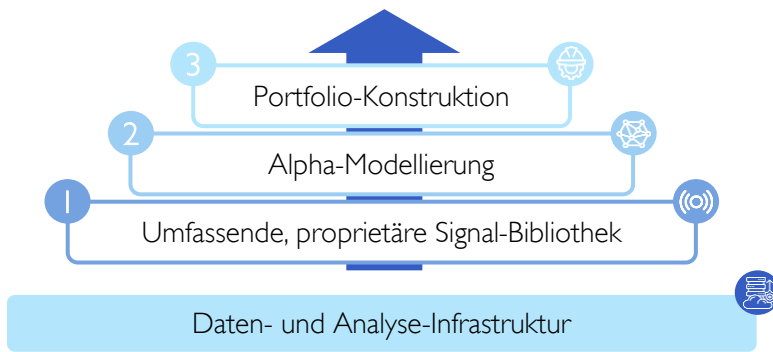 3
Portfolio-Konstruktion
2
Alpha-Modellierung
1
Umfassende, proprietäre Signal-Bibliothek
Daten- und Analyse-Infrastruktur